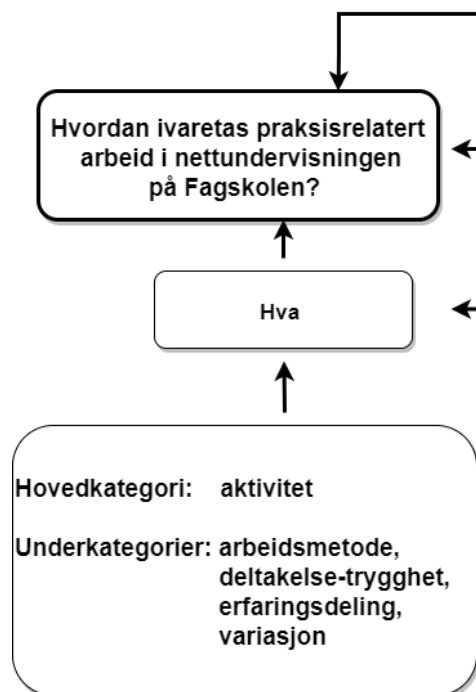 Hvordan ivaretas praksisrelatert
arbeid i nettundervisningen
på Fagskolen?
Hva
Hovedkategori: aktivitet
Underkategorier: arbeidsmetode,
deltakelse-trygghet,
erfaringsdeling,
variasjon